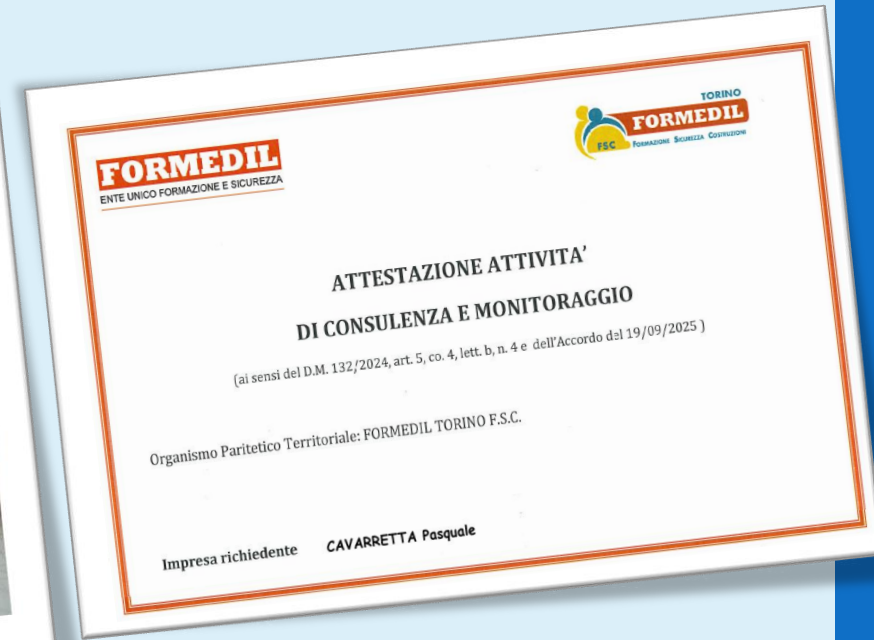 FORMEDIL
ENTE UNICO FORMAZIONE E SICUREZZA
TORINO
FORMEDIL
FSC FORMAZIONE SICUREZZA COSTRUZIONI
ATTESTAZIONE ATTIVITA'
DI CONSULENZA E MONITORAGGIO
(ai sensi del D.M. 132/2024, art. 5, co. 4, lett. b, n. 4 e dell'Accordo del 19/09/2025 )
Organismo Paritetico Territoriale: FORMEDIL TORINO F.S.C.
Impresa richiedente CAVARRETTA Pasquale